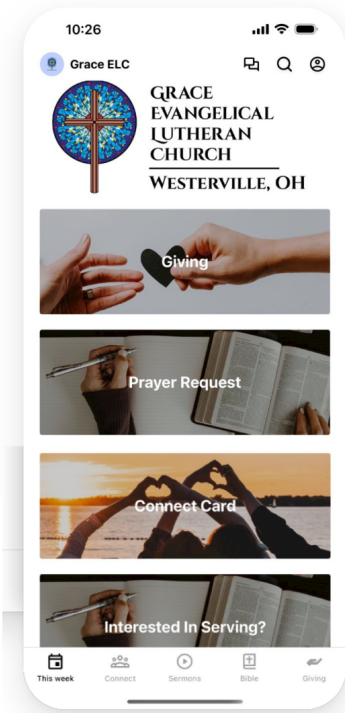 10:26
Grace ELC
GRACE
EVANGELICAL
LUTHERAN
CHURCH
WESTERVILLE, OH
Giving
Prayer Request
Connect Card
Interested In Serving?
This week
Connect
Sermons
Bible
Giving